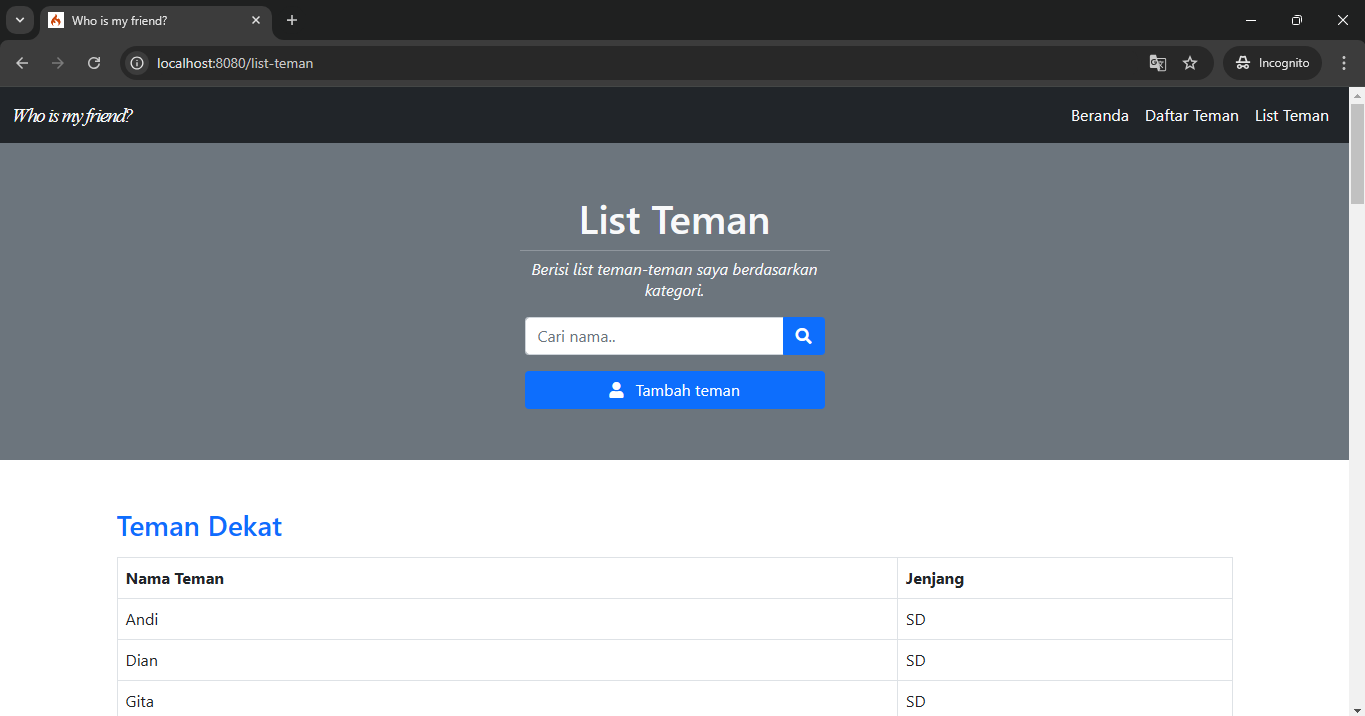 Who is my friend?
localhost:8080/list-teman
Incognito
Who is my friend?
Beranda Daftar Teman List Teman
List Teman
Berisi list teman-teman saya berdasarkan
kategori.
Cari nama..
Tambah teman
Teman Dekat
Nama Teman Jenjang
Andi SD
Dian SD
Gita SD